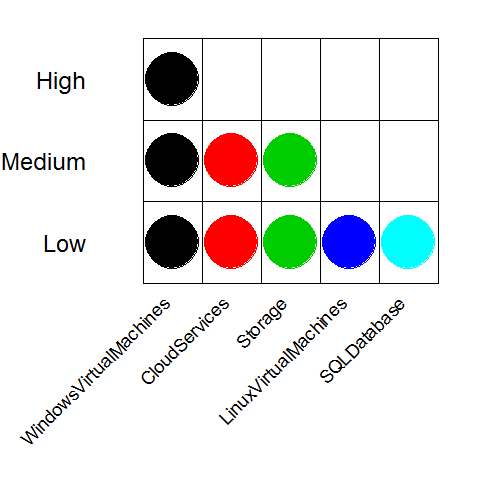 High
Medium
Low
WindowsVirtualMachines
CloudServices
Storage
LinuxVirtualMachines
SQLDatabase